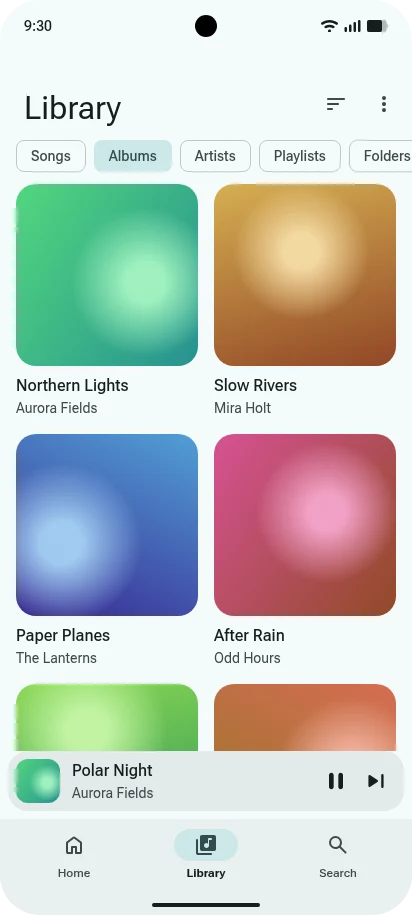 9:30
Library
Songs Albums Artists Playlists Folders
Northern Lights Slow Rivers
Aurora Fields Mira Holt
Paper Planes After Rain
The Lanterns Odd Hours
Polar Night
Aurora Fields
Home Library Search